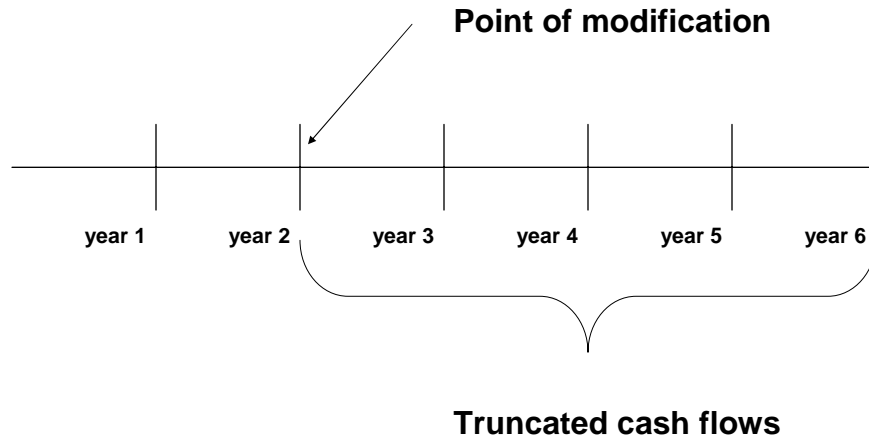 Point of modification
year 1 year 2 year 3 year 4 year 5 year 6
Truncated cash flows